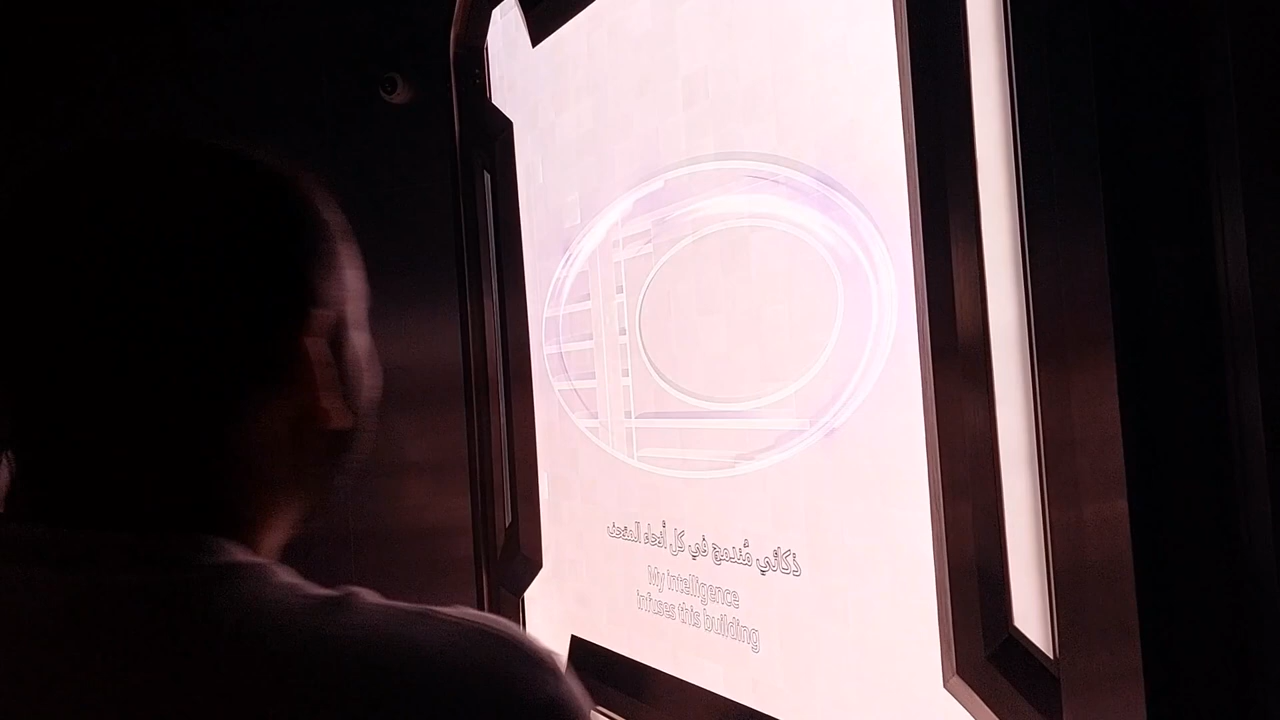 ذكائي مُندمج في كل أنحاء المتحف
My intelligence
infuses this building